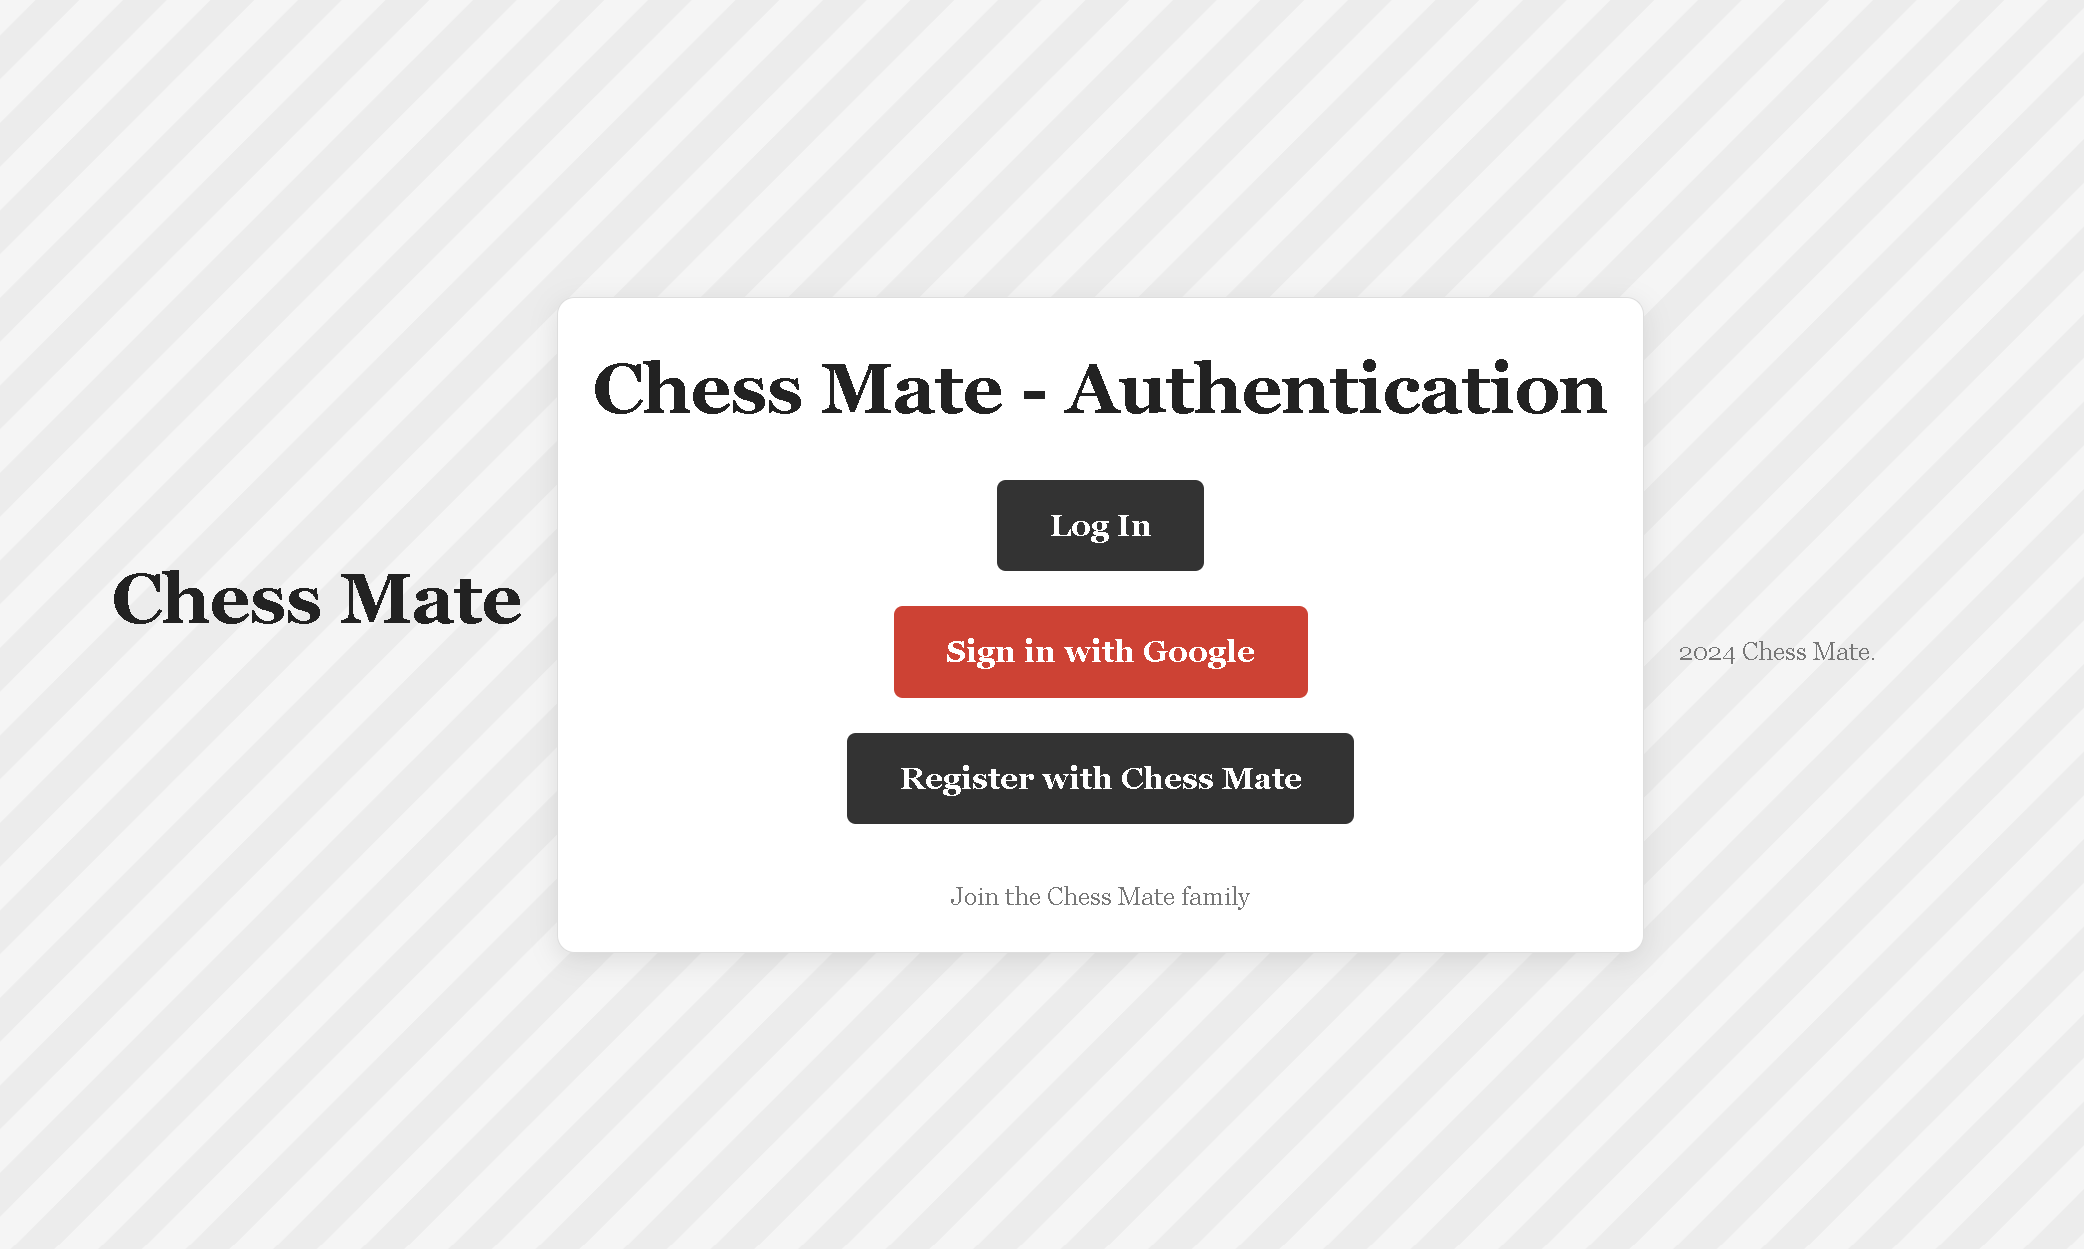 Chess Mate
Chess Mate - Authentication
Log In
Sign in with Google
Register with Chess Mate
Join the Chess Mate family
2024 Chess Mate.